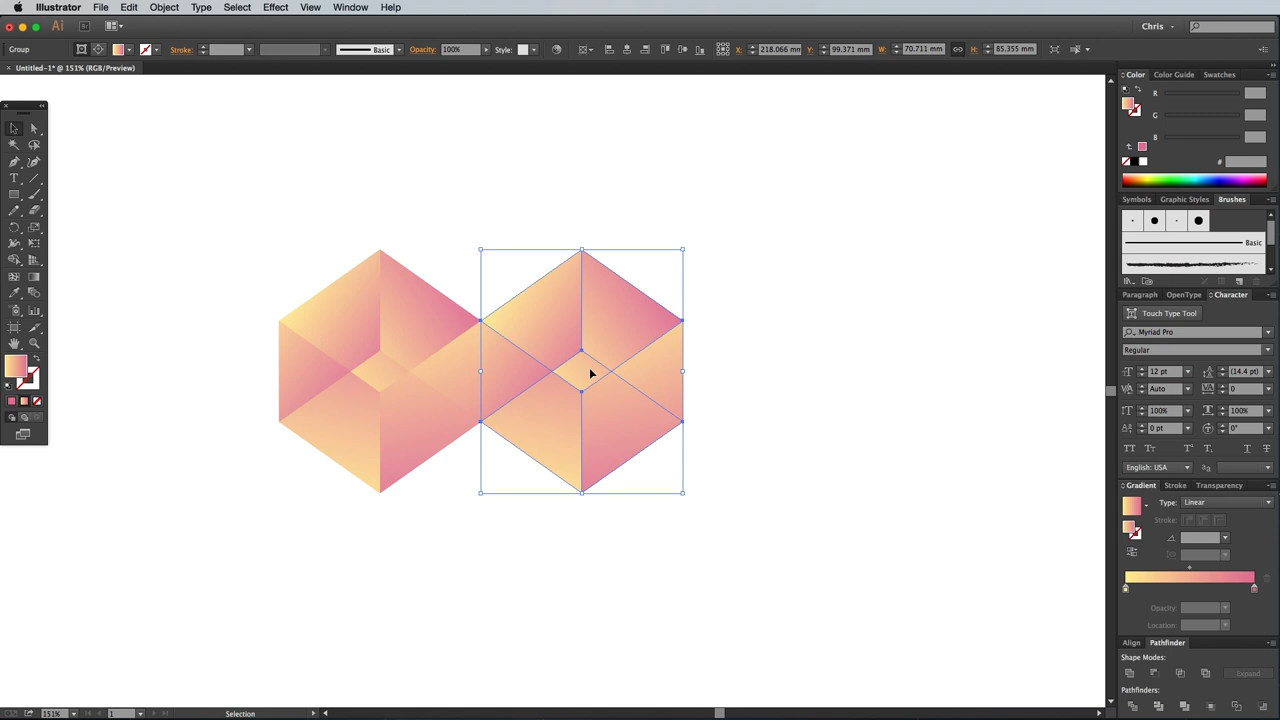 Illustrator File Edit Object Type Select Effect View Window Help
Ai Br Chris
Group Stroke: Basic Opacity: 100% Style: X: 218.066 mm Y: 99.371 mm W: 70.711 mm H: 85.355 mm
× Untitled-1* @ 151% (RGB/Preview)
Color Color Guide Swatches
R
G
B
#
Symbols Graphic Styles Brushes
Basic
Paragraph OpenType Character
Touch Type Tool
Myriad Pro
Regular
12 pt (14.4 pt)
Auto 0
100% 100%
0 pt 0°
English: USA
Gradient Stroke Transparency
Type: Linear
Stroke:
Opacity:
Location:
Align Pathfinder
Shape Modes:
Expand
Pathfinders:
151% 1 Selection